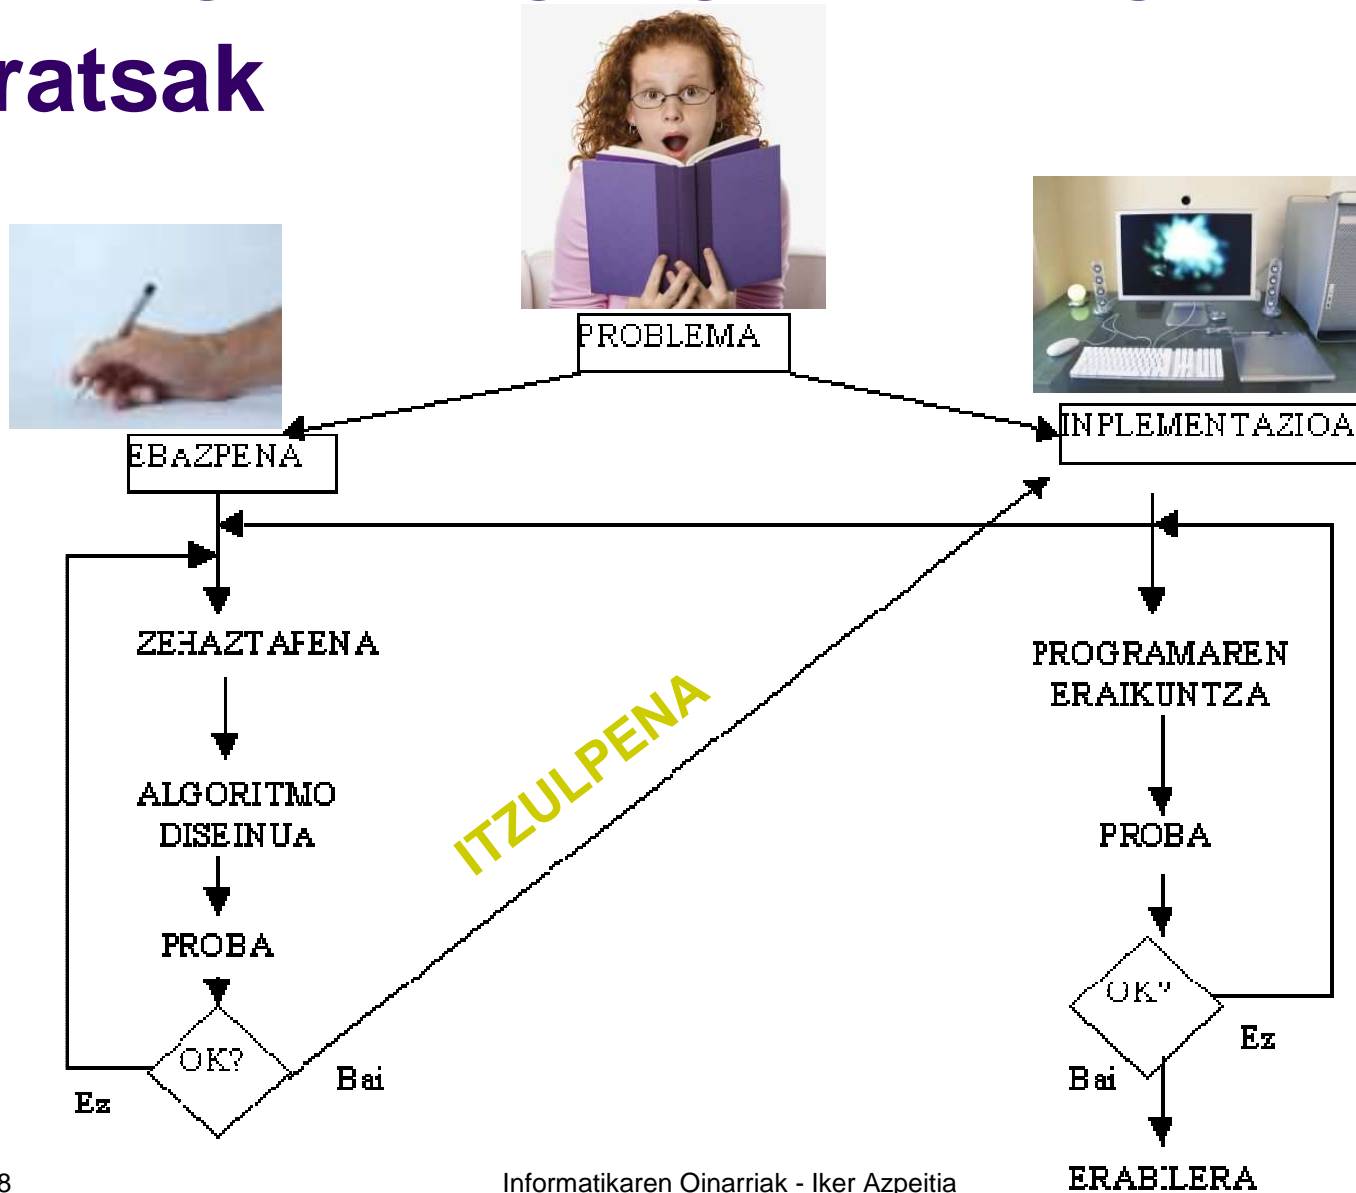 ratsak
PROBLEMA
INPLEMENTAZIOA
EBAZPENA
ZEHAZTAPENA
PROGRAMAREN
ERAIKUNTZA
ITZULPENA
ALGORITMO
DISEINUA
PROBA
PROBA
OK?
Ez
Bai
OK?
Ez
Bai
ERABILERA
8
Informatikaren Oinarriak - Iker Azpeitia